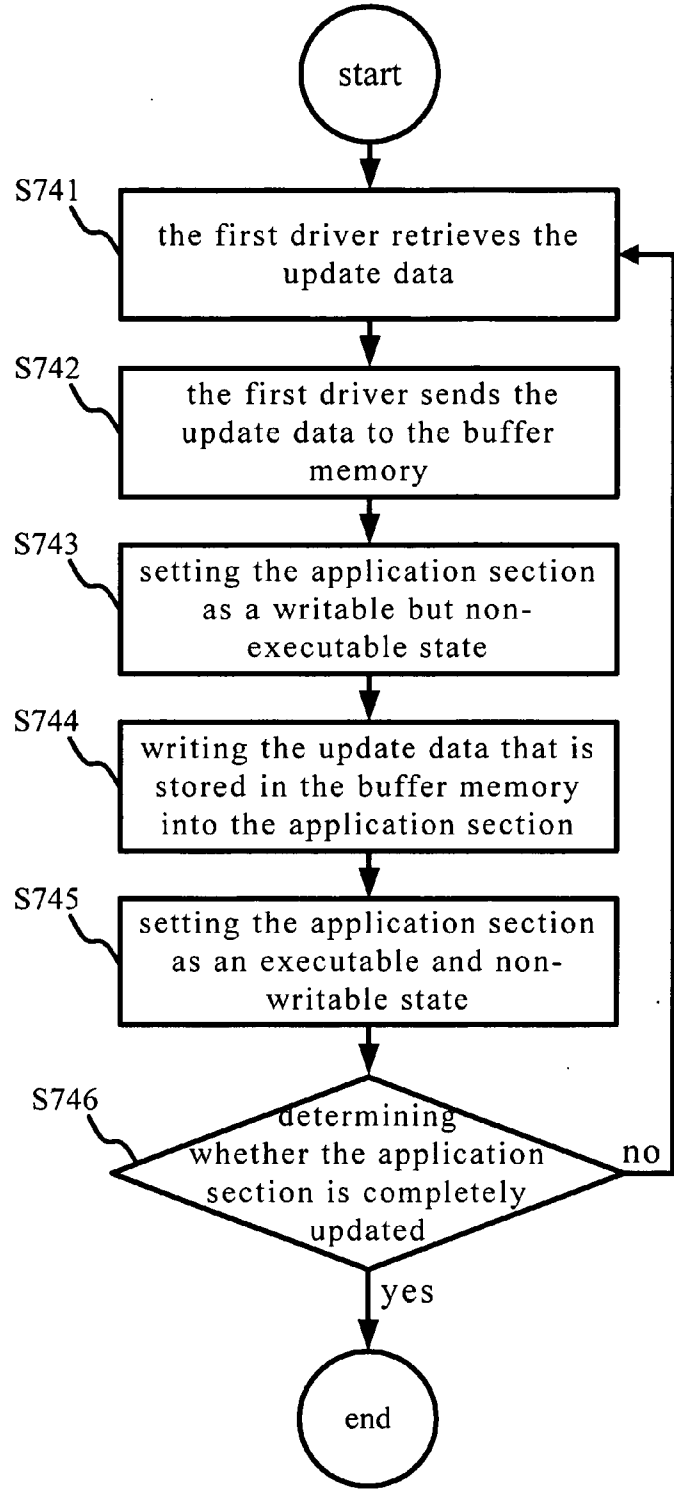 start
S741
the first driver retrieves the
update data
S742
the first driver sends the
update data to the buffer
memory
S743
setting the application section
as a writable but non-
executable state
S744
writing the update data that is
stored in the buffer memory
into the application section
S745
setting the application section
as an executable and non-
writable state
S746
determining
whether the application
section is completely
updated
no
yes
end